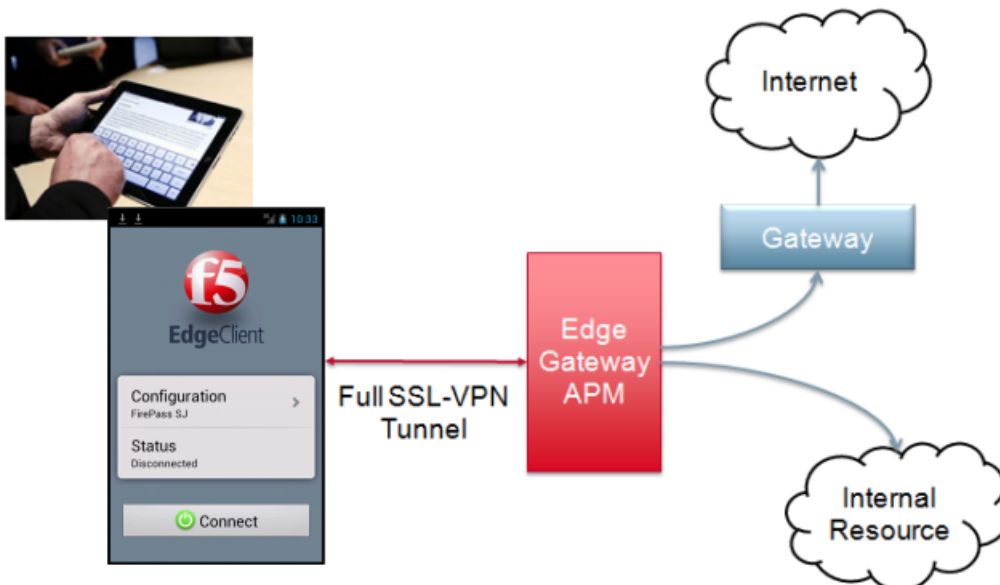 10:33
f5
EdgeClient
Configuration
FirePass SJ
Status
Disconnected
Connect
Full SSL-VPN
Tunnel
Edge
Gateway
APM
Internet
Gateway
Internal
Resource